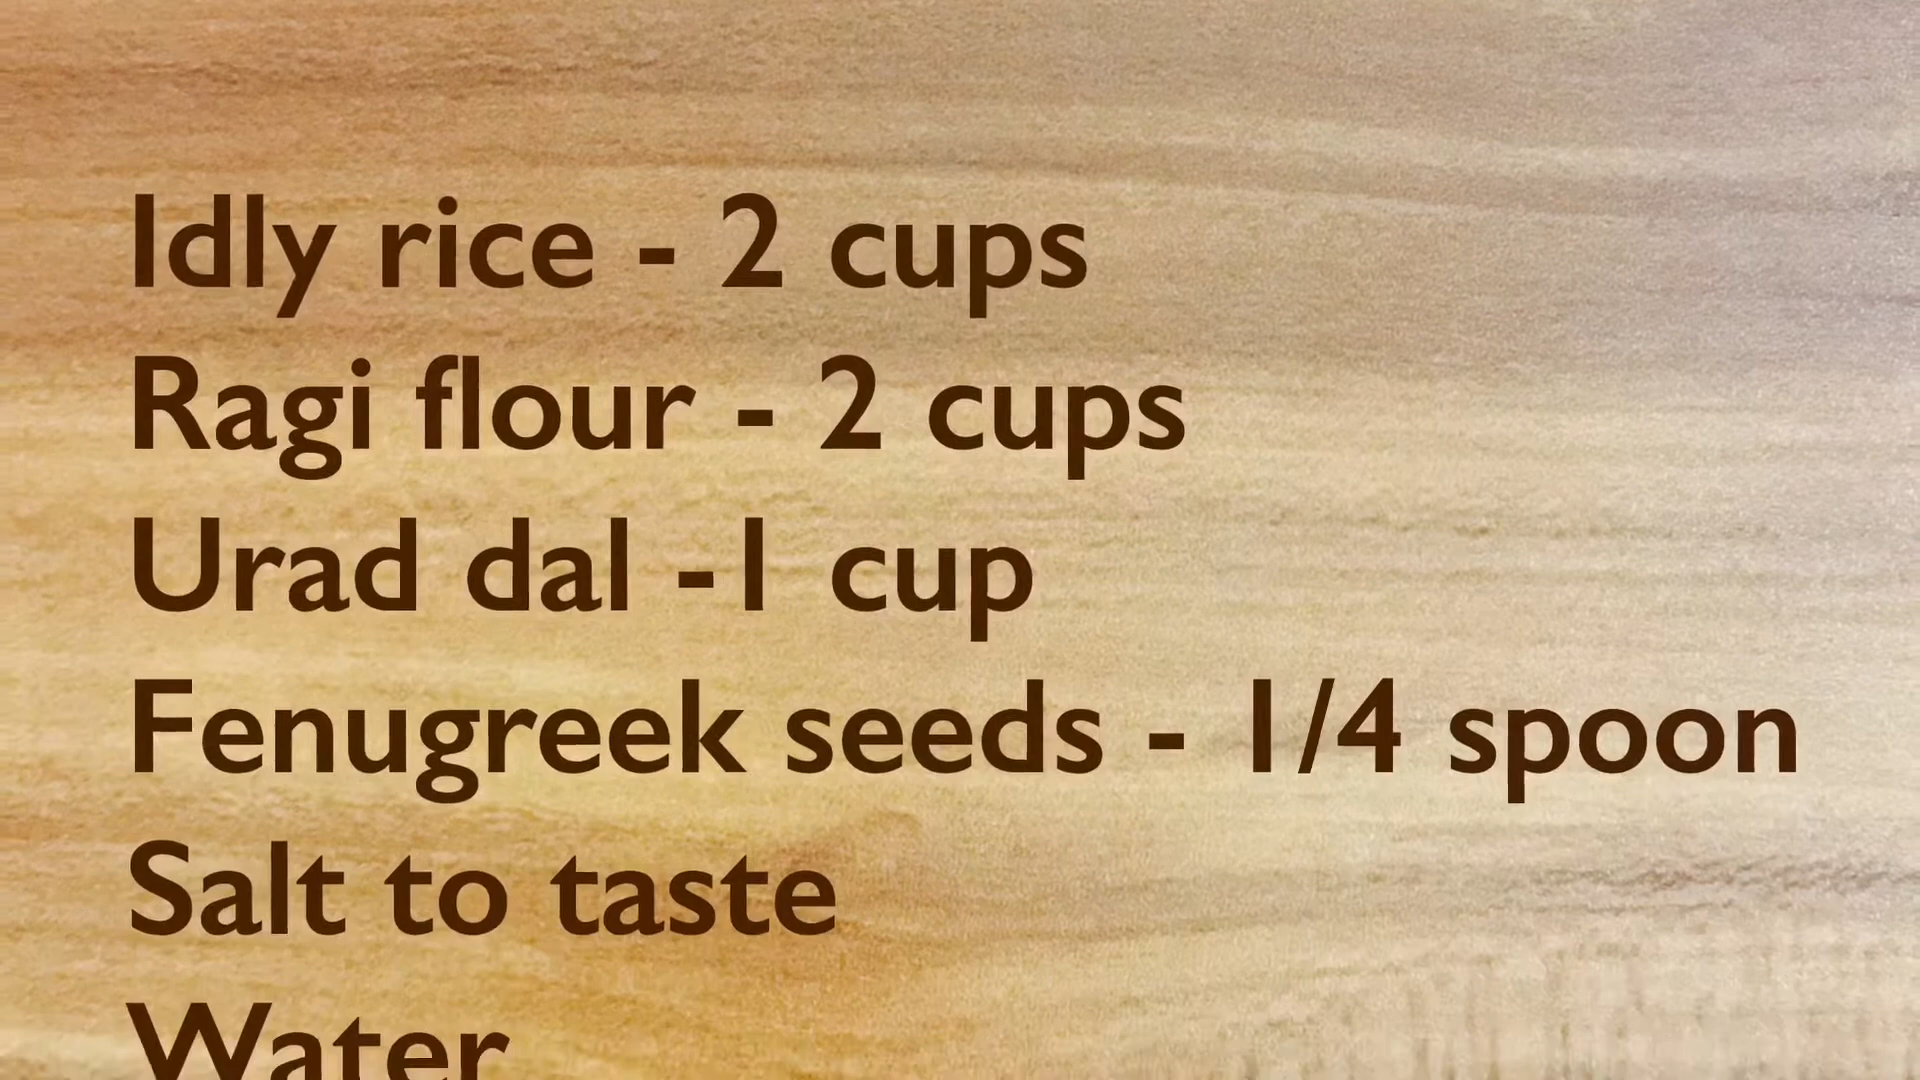 Idly rice - 2 cups
Ragi flour - 2 cups
Urad dal -1 cup
Fenugreek seeds - 1/4 spoon
Salt to taste
Water